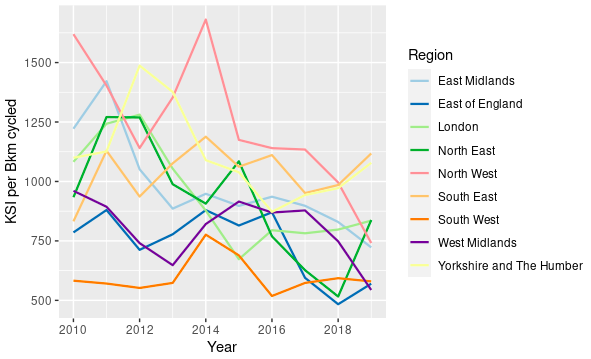 KSI per Bkm cycled
1500
1250
1000
750
500
2010
2012
2014
2016
2018
Year
Region
East Midlands
East of England
London
North East
North West
South East
South West
West Midlands
Yorkshire and The Humber